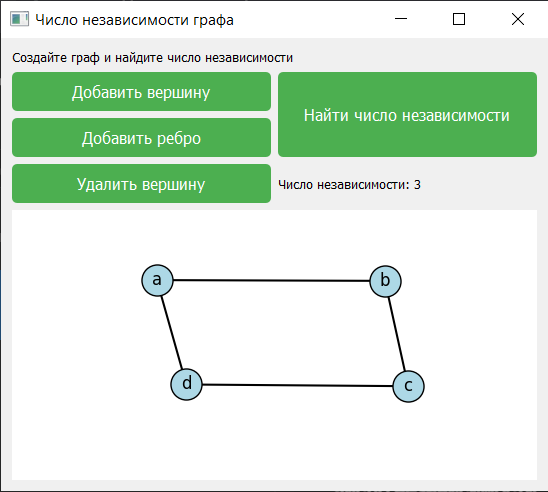 Число независимости графа
Создайте граф и найдите число независимости
Добавить вершину
Найти число независимости
Добавить ребро
Удалить вершину
Число независимости: 3
a
b
d
c